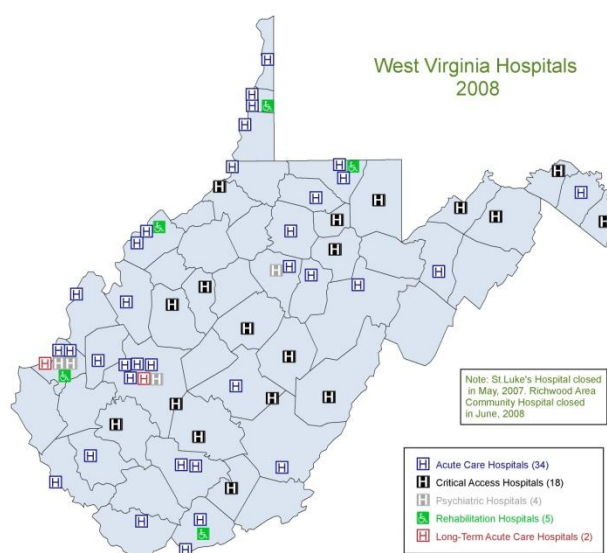 West Virginia Hospitals
2008
Note: St.Luke's Hospital closed
in May, 2007. Richwood Area
Community Hospital closed
in June, 2008
H Acute Care Hospitals (34)
H Critical Access Hospitals (18)
H Psychiatric Hospitals (4)
Rehabilitation Hospitals (5)
H Long-Term Acute Care Hospitals (2)